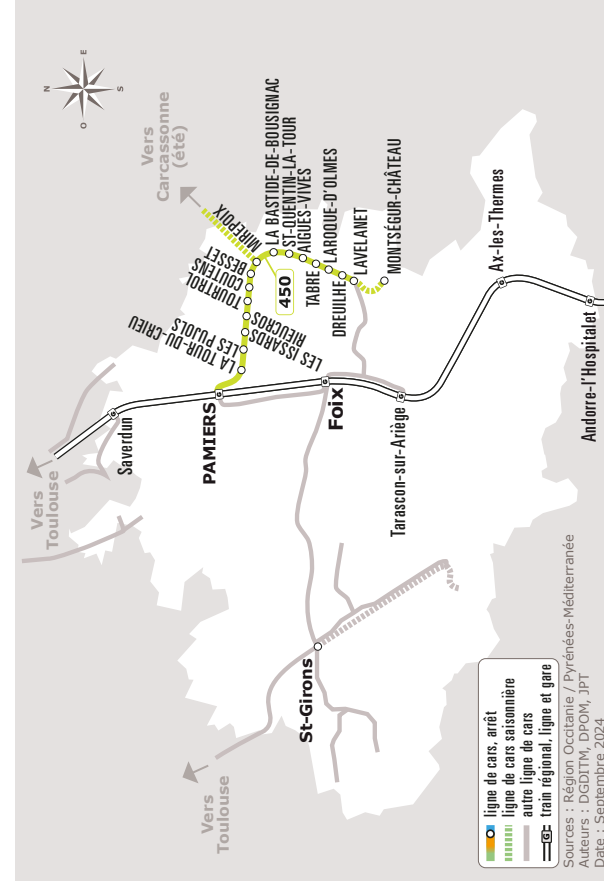 N
E
S
O
Vers
Carcassonne
(été)
Vers
Toulouse
Saverdun
PAMIERS
LA TOUR-DU-CRIEU
LES PUJOLS
LES ISSARDS
RIEUCROS
TOURTROL
COUTENS
BESSET
MIREPOIX
450
LA BASTIDE-DE-BOUSIGNAC
ST-QUENTIN-LA-TOUR
AIGUES-VIVES
TABRE
LAROQUE-D'OLMES
DREUILHE
LAVELANET
MONTSÉGUR-CHÂTEAU
Foix
Tarascon-sur-Ariège
Ax-les-Thermes
Andorre-l'Hospitalet
St-Girons
Vers
Toulouse
ligne de cars, arrêt
ligne de cars saisonnière
autre ligne de cars
G
train régional, ligne et gare
Sources : Région Occitanie / Pyrénées-Méditerranée
Auteurs : DGDITM, DPOM, JPT
Date : Septembre 2024